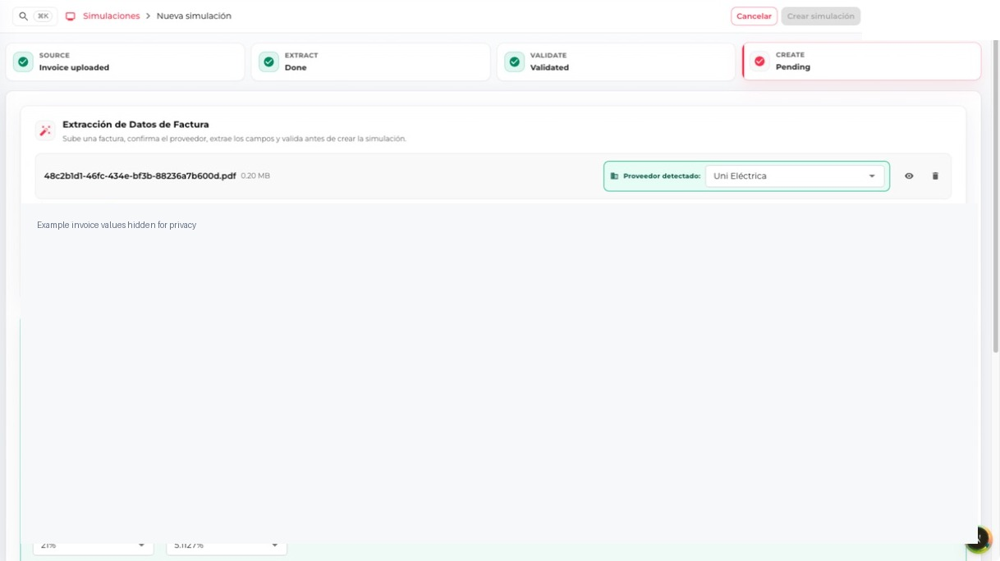 ⌘K Simulaciones > Nueva simulación Cancelar Crear simulación
SOURCE
Invoice uploaded
EXTRACT
Done
VALIDATE
Validated
CREATE
Pending
Extracción de Datos de Factura
Sube una factura, confirma el proveedor, extrae los campos y valida antes de crear la simulación.
48c2b1d1-46fc-434e-bf3b-88236a7b600d.pdf 0.20 MB Proveedor detectado: Uni Eléctrica
Example invoice values hidden for privacy
21% 5.1127%